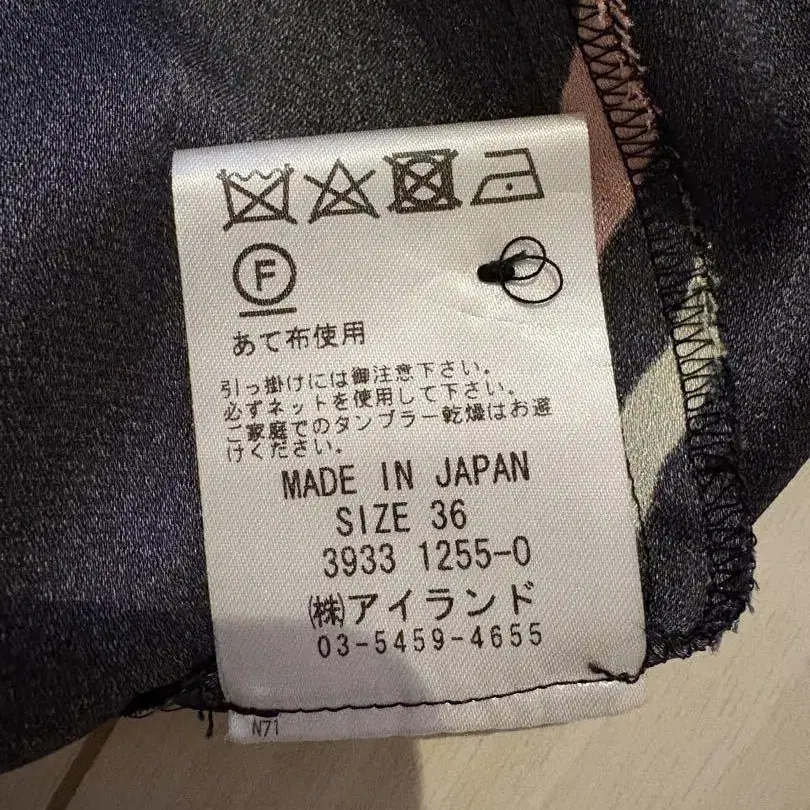 F
あて布使用
引っ掛けには御注意下さい。
必ずネットを使用して下さい。
ご家庭でのタンブラー乾燥はお避
けください。
MADE IN JAPAN
SIZE 36
3933 1255-0
㈱アイランド
03-5459-4655
N71